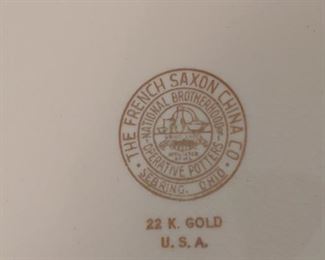 THE FRENCH SAXON CHINA CO.
NATIONAL BROTHERHOOD
OPERATIVE POTTERS
SEBRING, OHIO
22 K. GOLD
U. S. A.